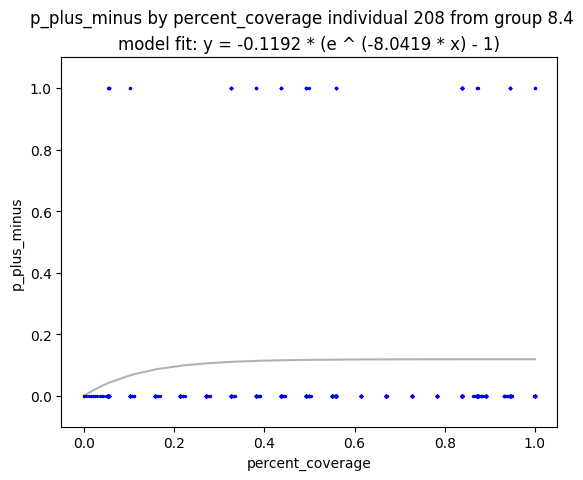 p_plus_minus by percent_coverage individual 208 from group 8.4
model fit: y = -0.1192 * (e ^ (-8.0419 * x) - 1)
1.0
0.8
0.6
0.4
0.2
0.0
p_plus_minus
0.0 0.2 0.4 0.6 0.8 1.0
percent_coverage